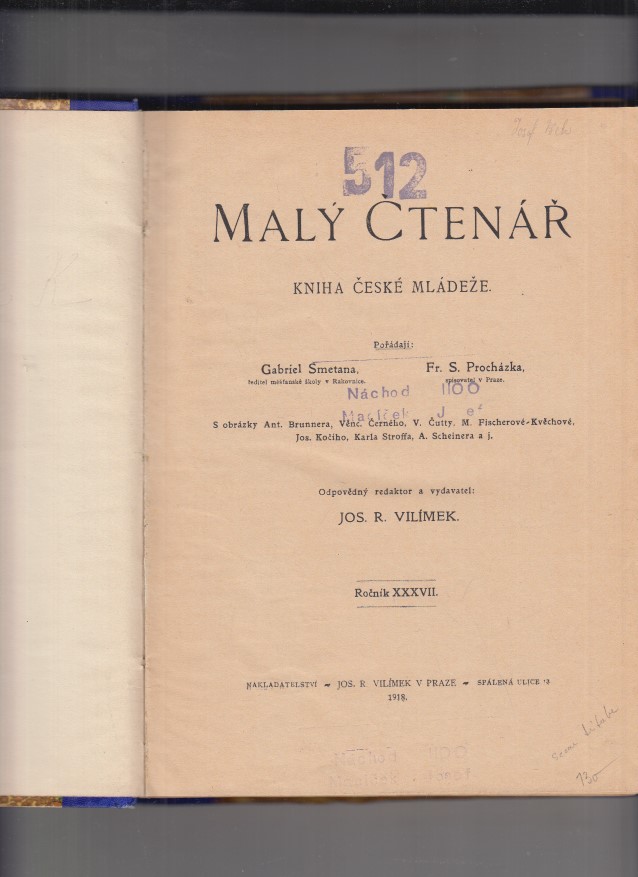 512
MALÝ ČTENÁŘ
KNIHA ČESKÉ MLÁDEŽE.
Pořádají:
Gabriel Smetana,
ředitel měšťanské školy v Rakovníce.
Fr. S. Procházka,
spisovatel v Praze.
Náchod 1100
S obrázky Ant. Brunnera, Věnc. Černého, V. Čutty, M. Fischerové-Kvěchové,
Jos. Kočího, Karla Stroffa, A. Scheinera a j.
Odpovědný redaktor a vydavatel:
JOS. R. VILÍMEK.
Ročník XXXVII.
NAKLADATELSTVÍ - JOS. R. VILÍMEK V PRAZE - SPÁLENÁ ULICE
1918.
130